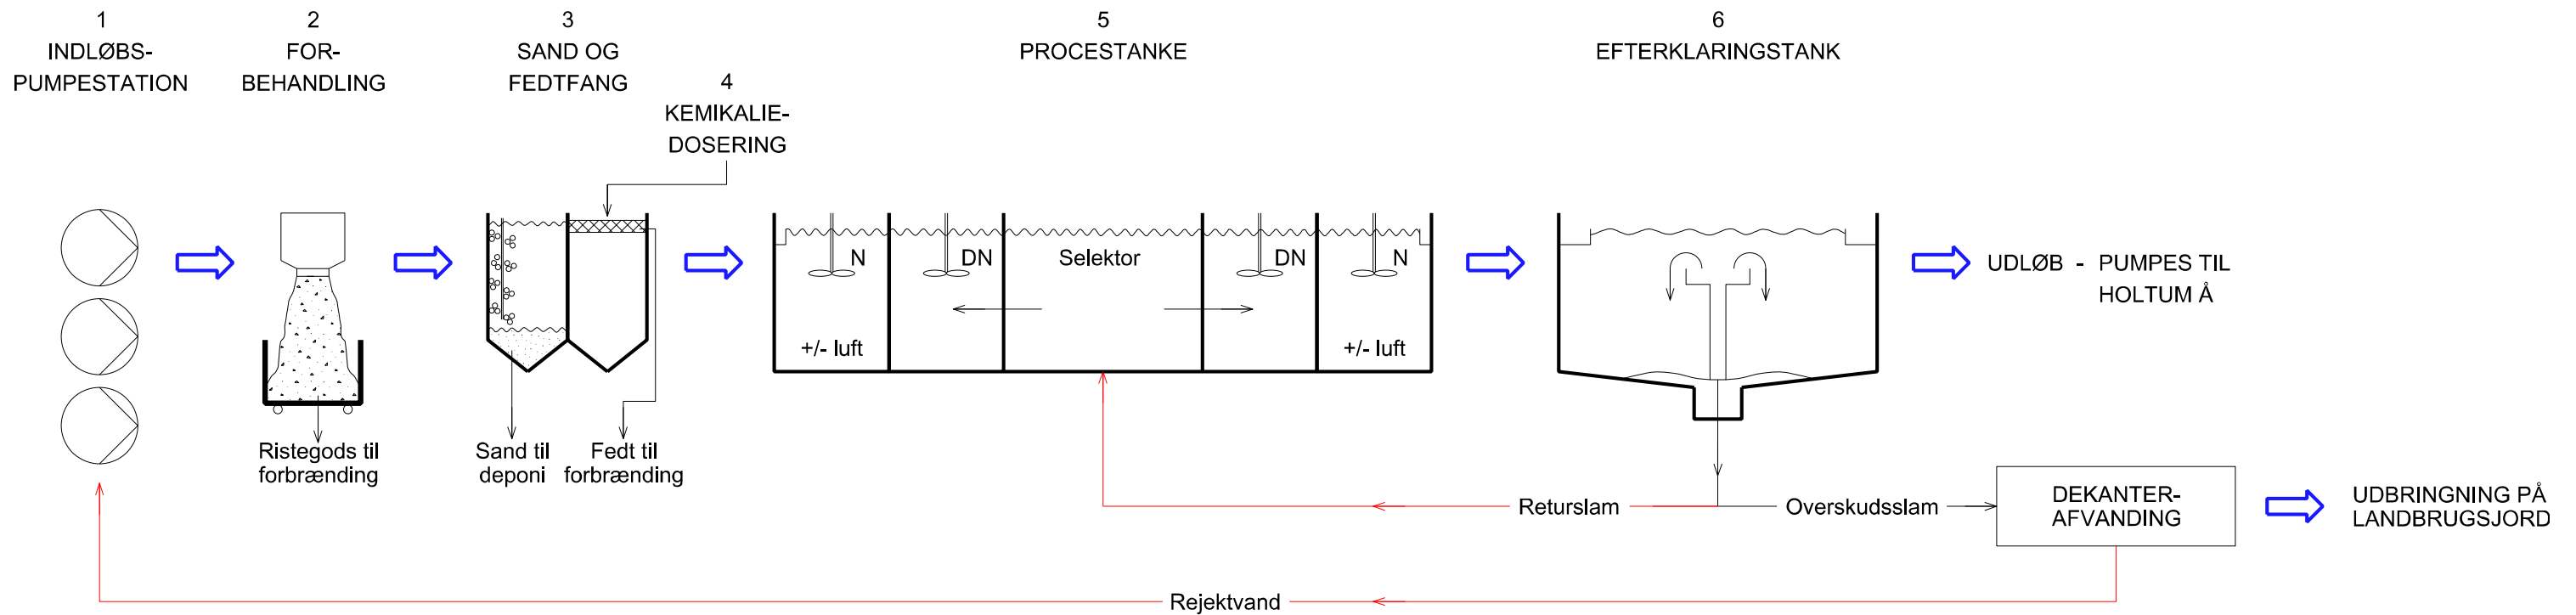 1
INDLØBS-
PUMPESTATION
2
FOR-
BEHANDLING
3
SAND OG
FEDTFANG
4
KEMIKALIE-
DOSERING
5
PROCESTANKE
6
EFTERKLARINGSTANK
N
DN
Selektor
DN
N
+/- luft
+/- luft
UDLØB - PUMPES TIL
HOLTUM Å
Ristegods til
forbrænding
Sand til
deponi
Fedt til
forbrænding
Returslam
Overskudsslam
DEKANTER-
AFVANDING
UDBRINGNING PÅ
LANDBRUGSJORD
Rejektvand